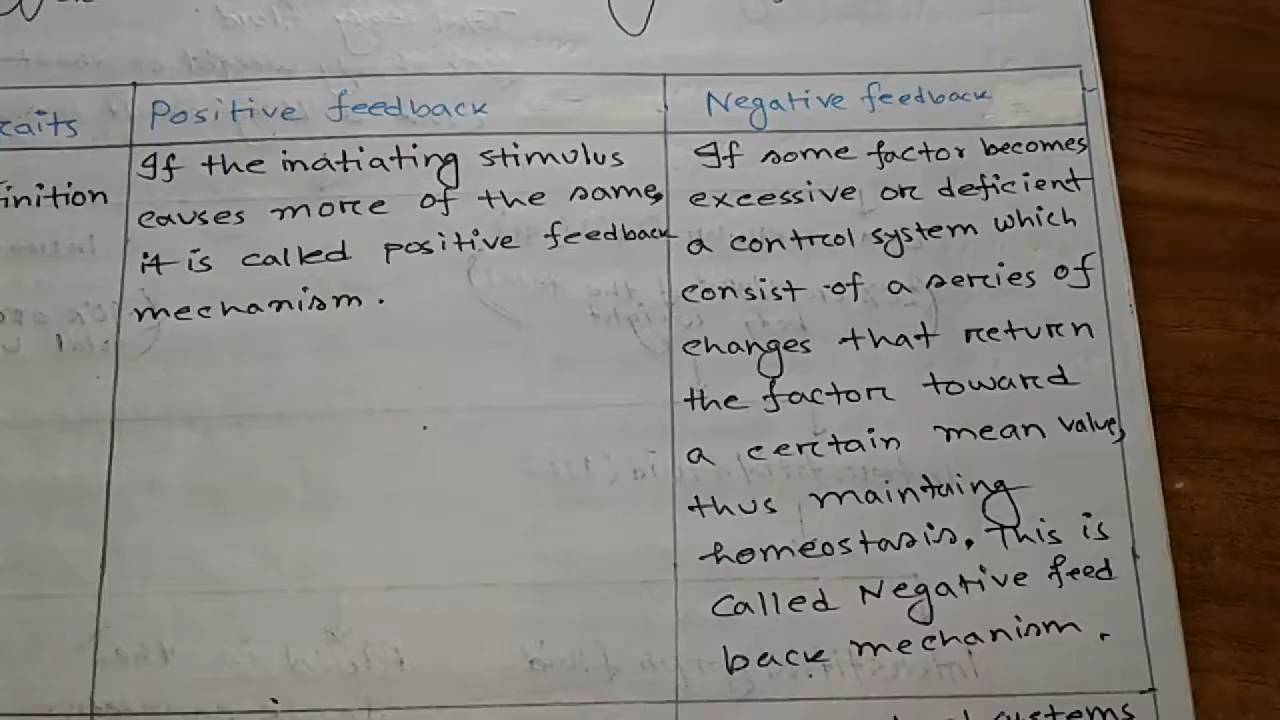 Positive feedback
Negative feedback
If the inatiating stimulus
causes more of the same,
it is called positive feedback
mechanism.
If some factor becomes
excessive or deficient
a control system which
consist of a series of
changes that return
the factor toward
a certain mean value,
thus maintaing
homeostasis. This is
called Negative feed
back mechanism.
systems